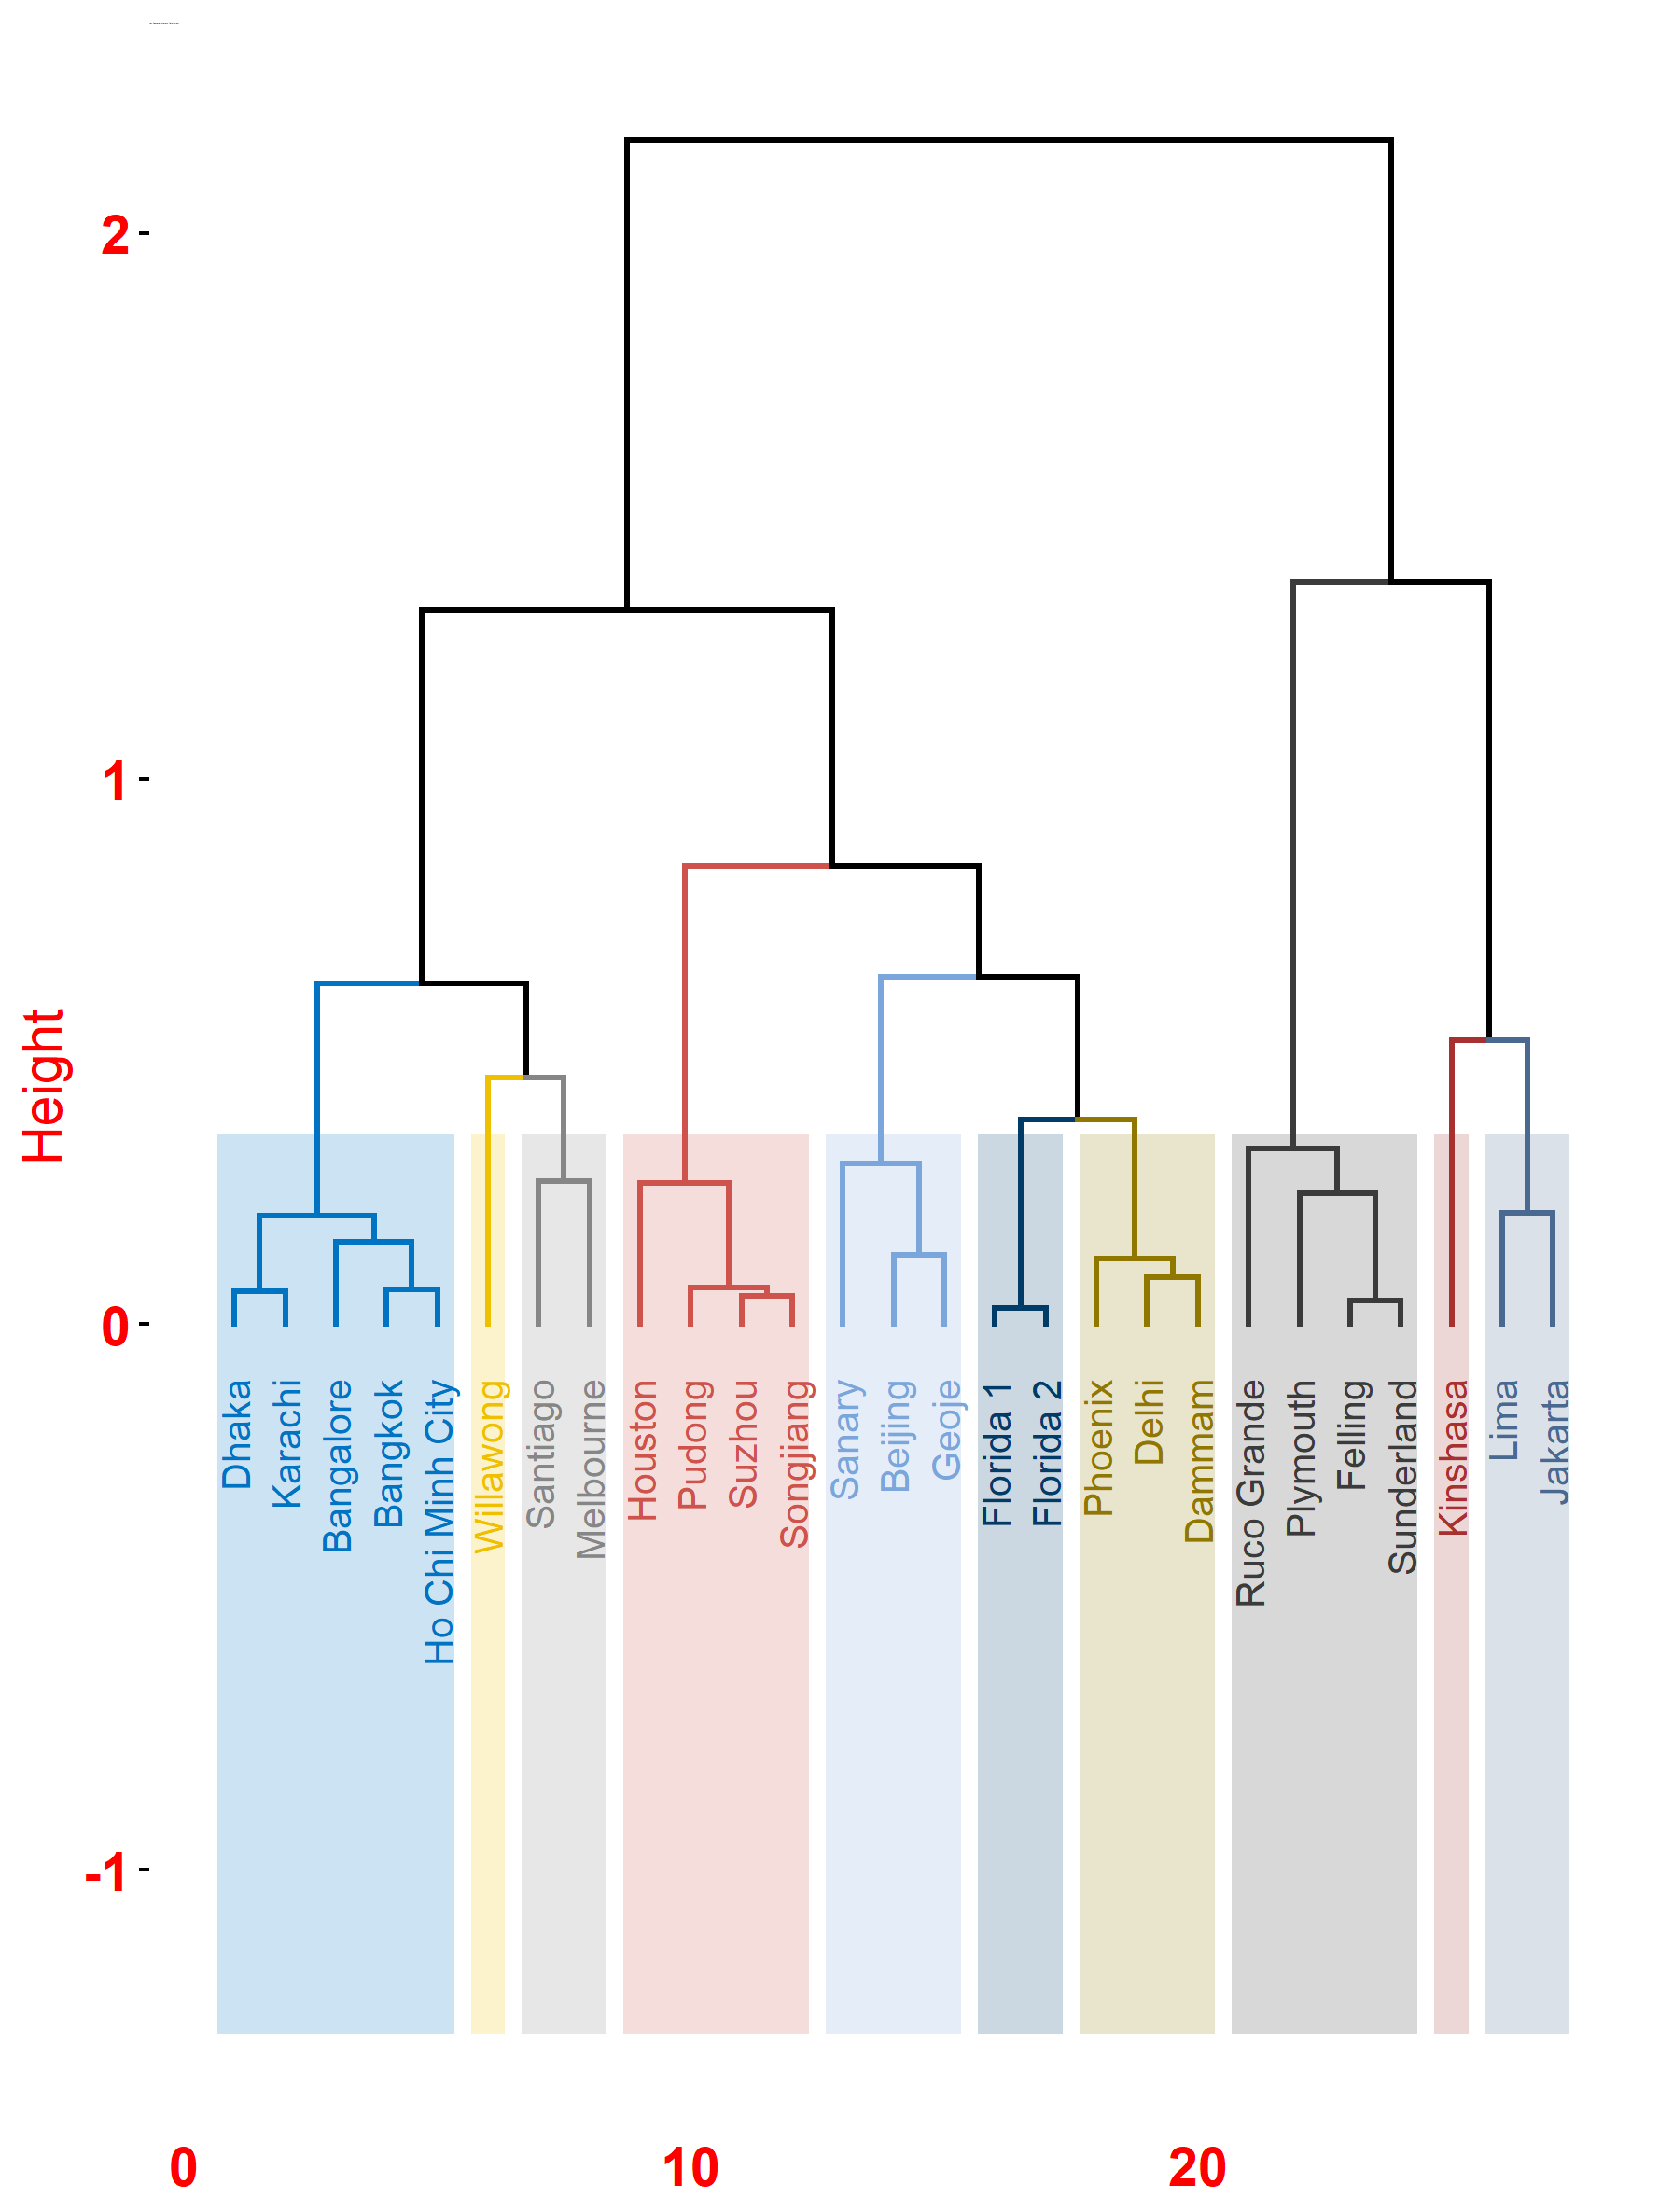 2
1
0
-1
Height
Dhaka
Karachi
Bangalore
Bangkok
Ho Chi Minh City
Willawong
Santiago
Melbourne
Houston
Pudong
Suzhou
Songjiang
Sanary
Beijing
Geoje
Florida 1
Florida 2
Phoenix
Delhi
Dammam
Ruco Grande
Plymouth
Felling
Sunderland
Kinshasa
Lima
Jakarta
0
10
20